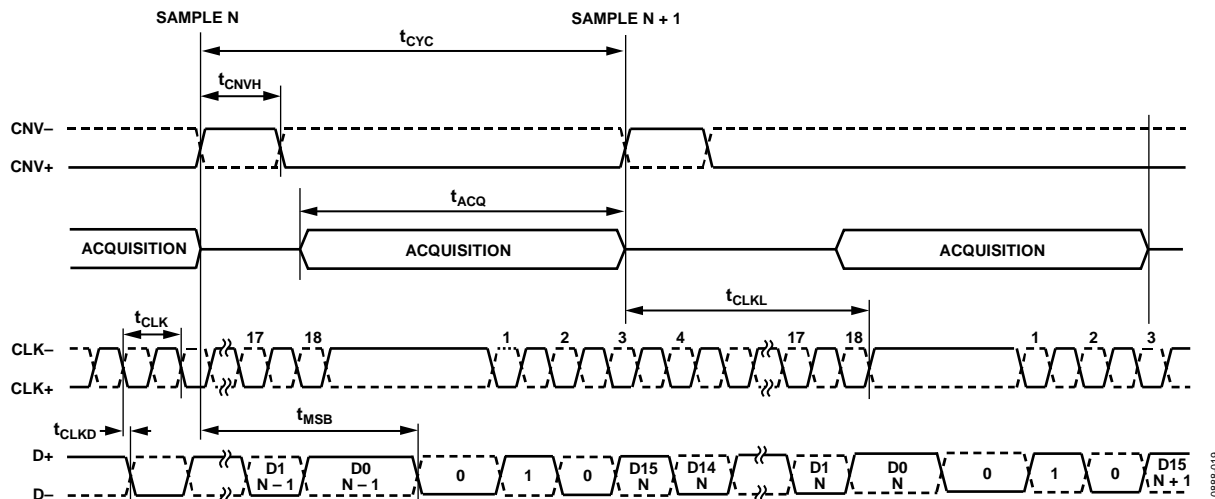 SAMPLE N SAMPLE N + 1
tCYC
tCNVH
CNV–
CNV+
tACQ
ACQUISITION ACQUISITION ACQUISITION
tCLKL
tCLK
17 18 1 2 3 4 17 18 1 2 3
CLK–
CLK+
tCLKD
tMSB
D+
D–
D1 N – 1
D0 N – 1
0 1 0
D15 N
D14 N
D1 N
D0 N
0 1 0
D15 N + 1